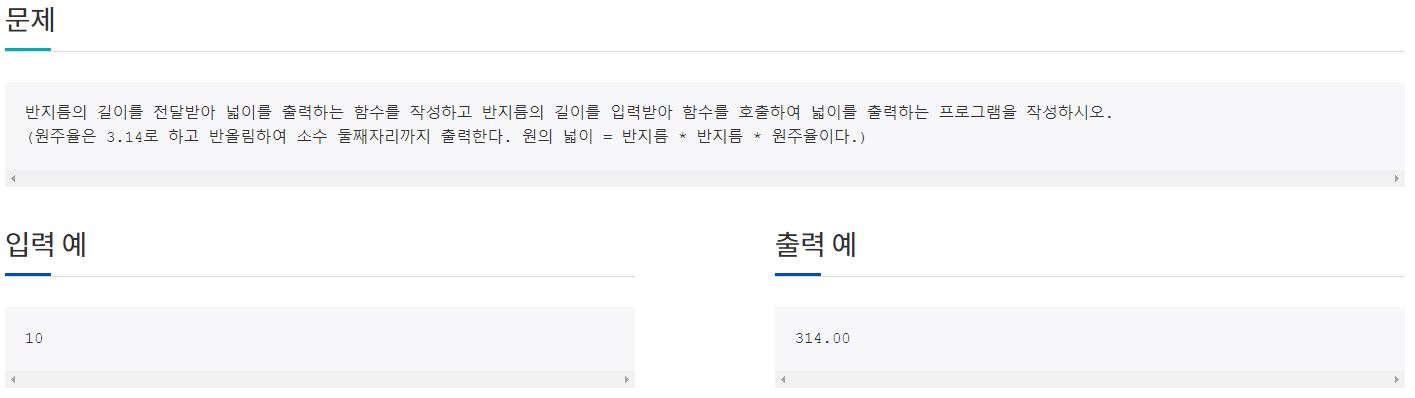 문제
반지름의 길이를 전달받아 넓이를 출력하는 함수를 작성하고 반지름의 길이를 입력받아 함수를 호출하여 넓이를 출력하는 프로그램을 작성하시오.
(원주율은 3.14로 하고 반올림하여 소수 둘째자리까지 출력한다. 원의 넓이 = 반지름 * 반지름 * 원주율이다.)
입력 예
10
출력 예
314.00